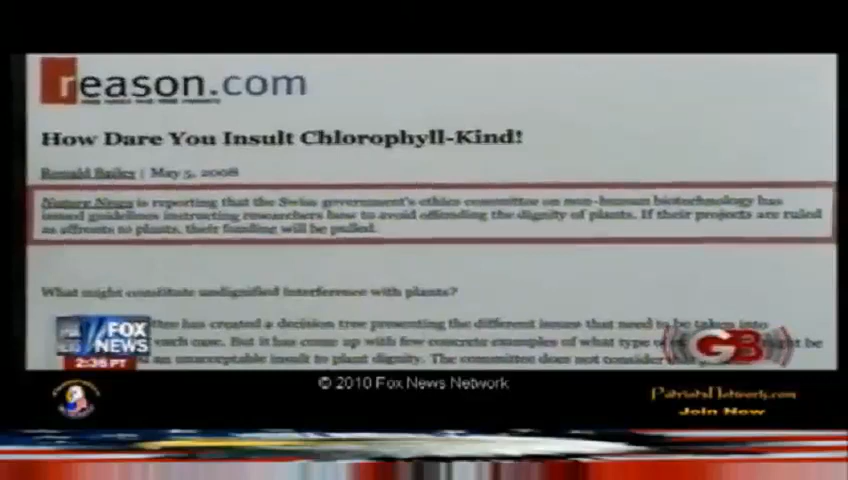 reason.com
How Dare You Insult Chlorophyll-Kind!
Ronald Bailey | May 5, 2008
Nature News is reporting that the Swiss government's ethics committee on non-human biotechnology has
issued guidelines instructing researchers how to avoid offending the dignity of plants. If their projects are ruled
as affronts to plants, their funding will be pulled.
What might constitute undignified interference with plants?
has created a decision tree presenting the different issues that need to be taken into
each case. But it has come up with few concrete examples of what type be
an unacceptable insult to plant dignity. The committee does not consider
FOX
NEWS
GB
© 2010 Fox News Network
PatriotsNetwork.com
Join Now